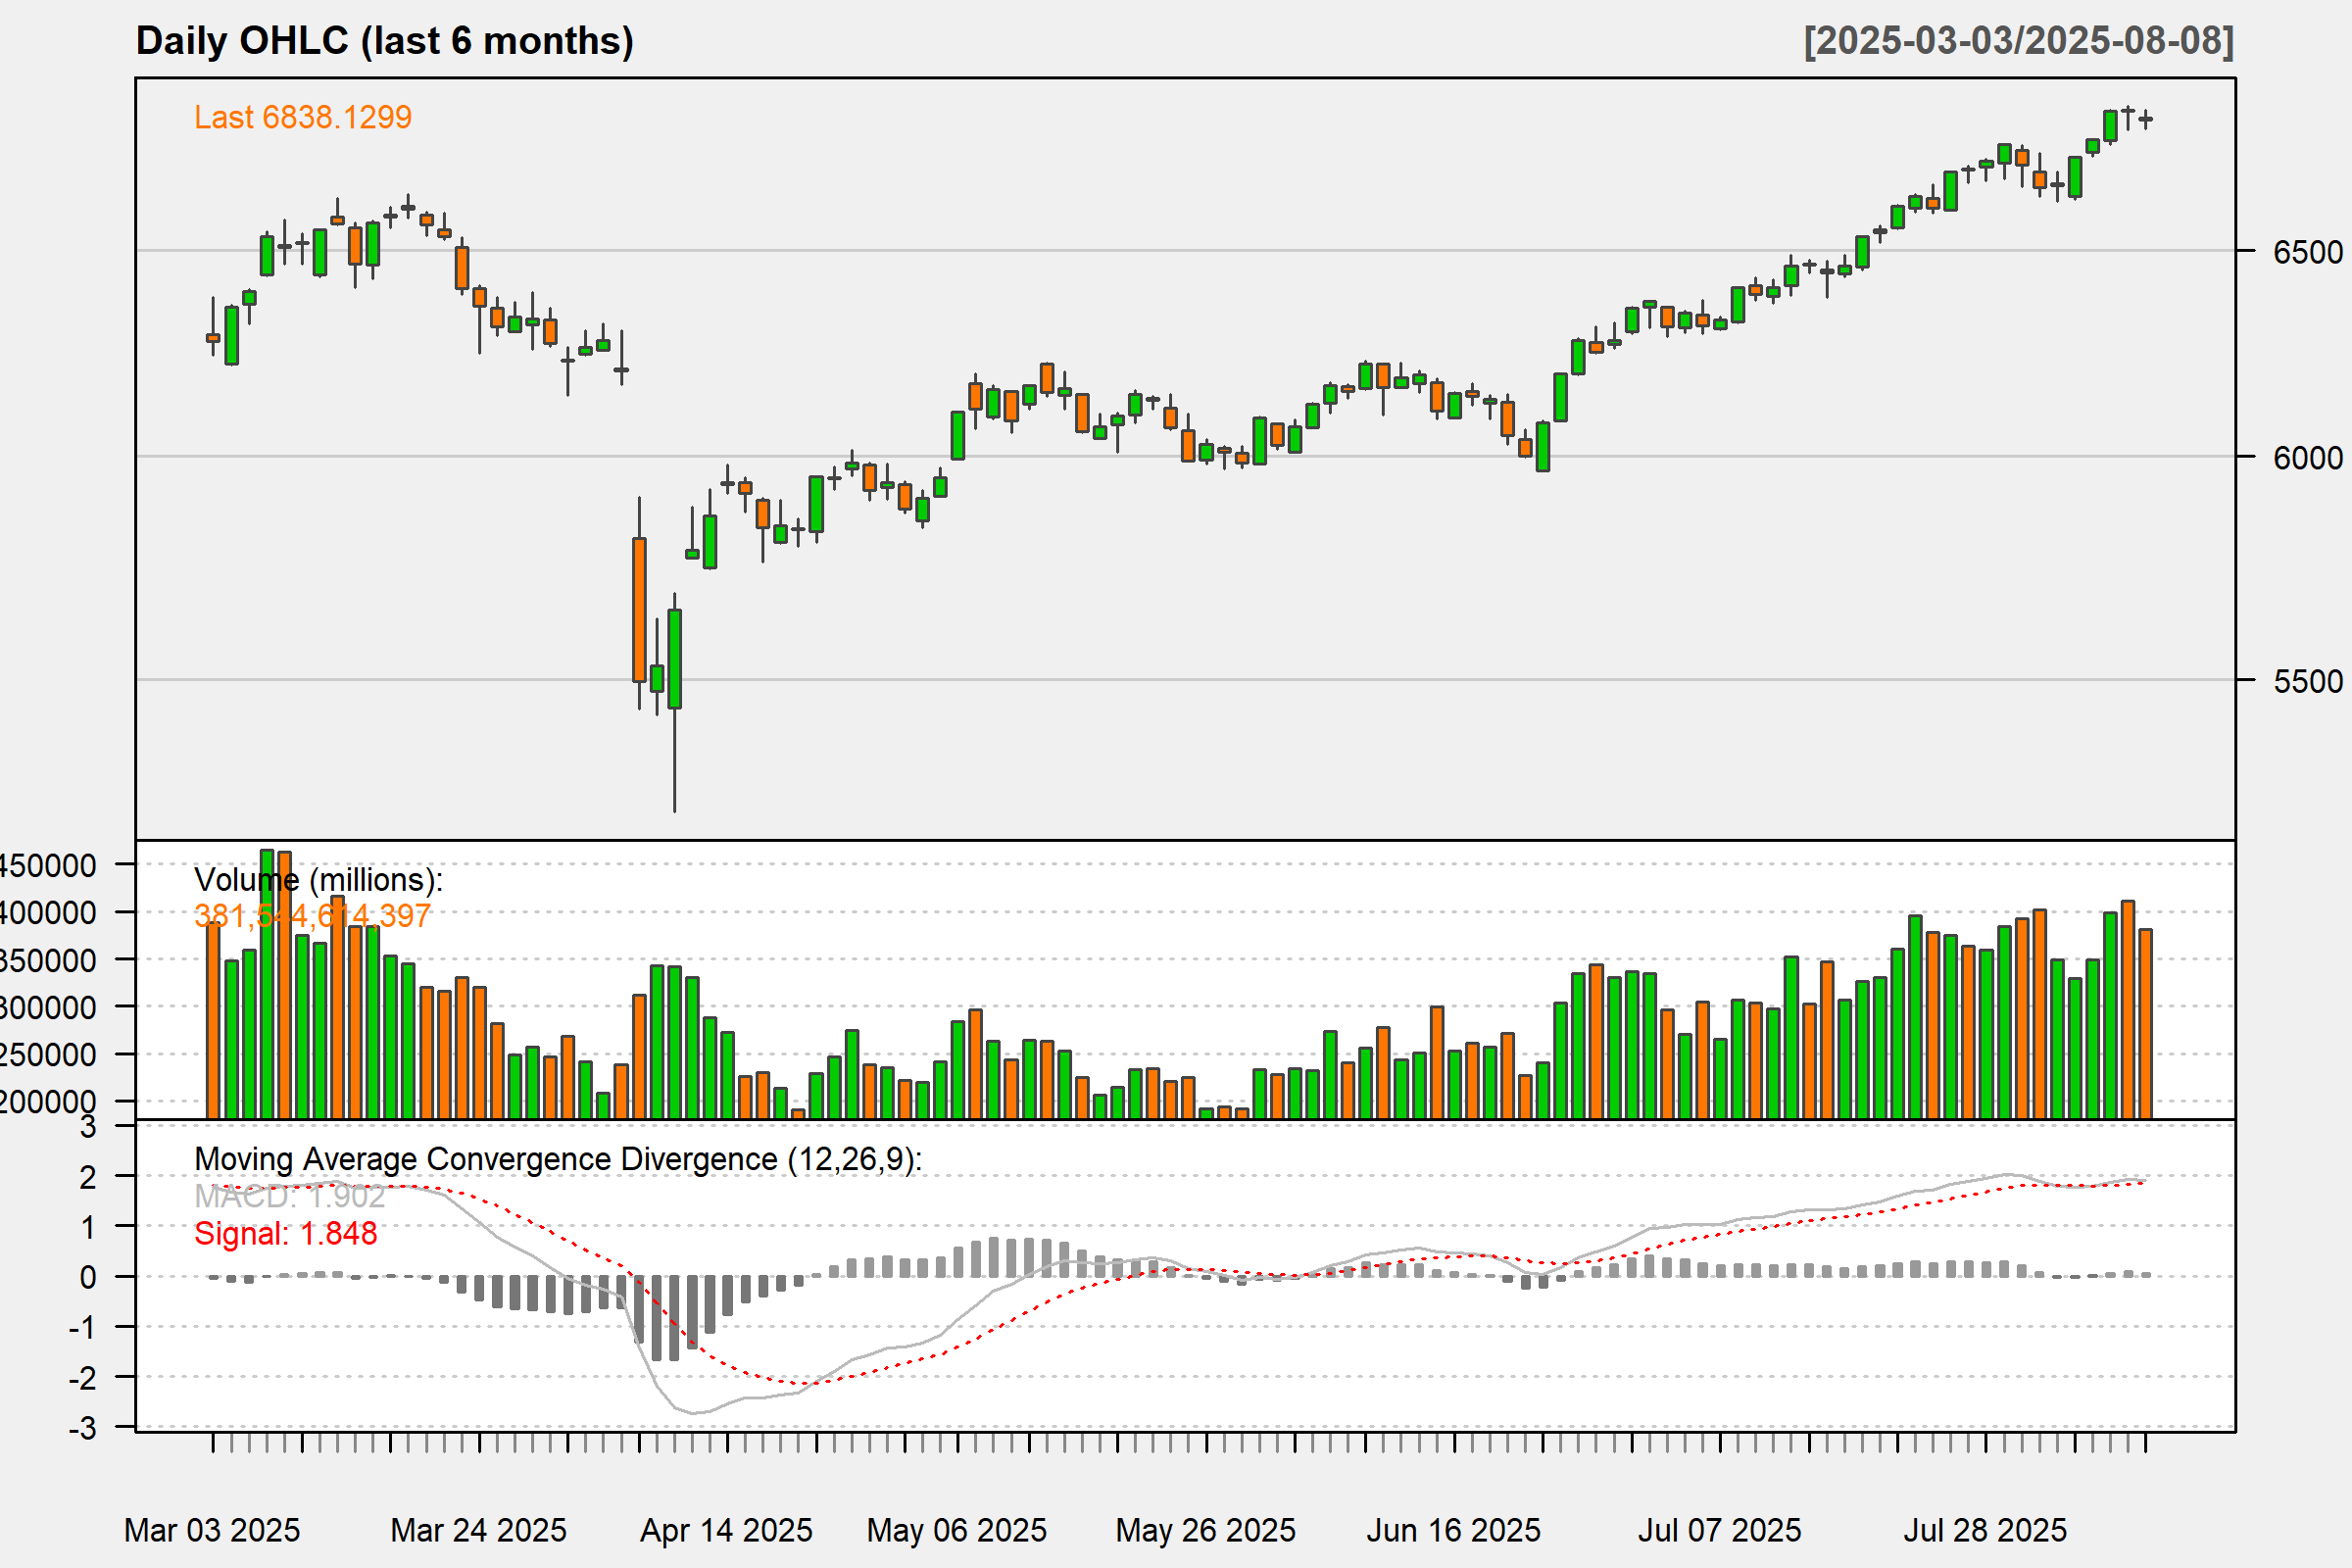 Daily OHLC (last 6 months)
[2025-03-03/2025-08-08]
Last 6838.1299
6500
6000
5500
Volume (millions):
381,544,614,397
450000
400000
350000
300000
250000
200000
Moving Average Convergence Divergence (12,26,9):
MACD: 1.902
Signal: 1.848
3
2
1
0
-1
-2
-3
Mar 03 2025
Mar 24 2025
Apr 14 2025
May 06 2025
May 26 2025
Jun 16 2025
Jul 07 2025
Jul 28 2025